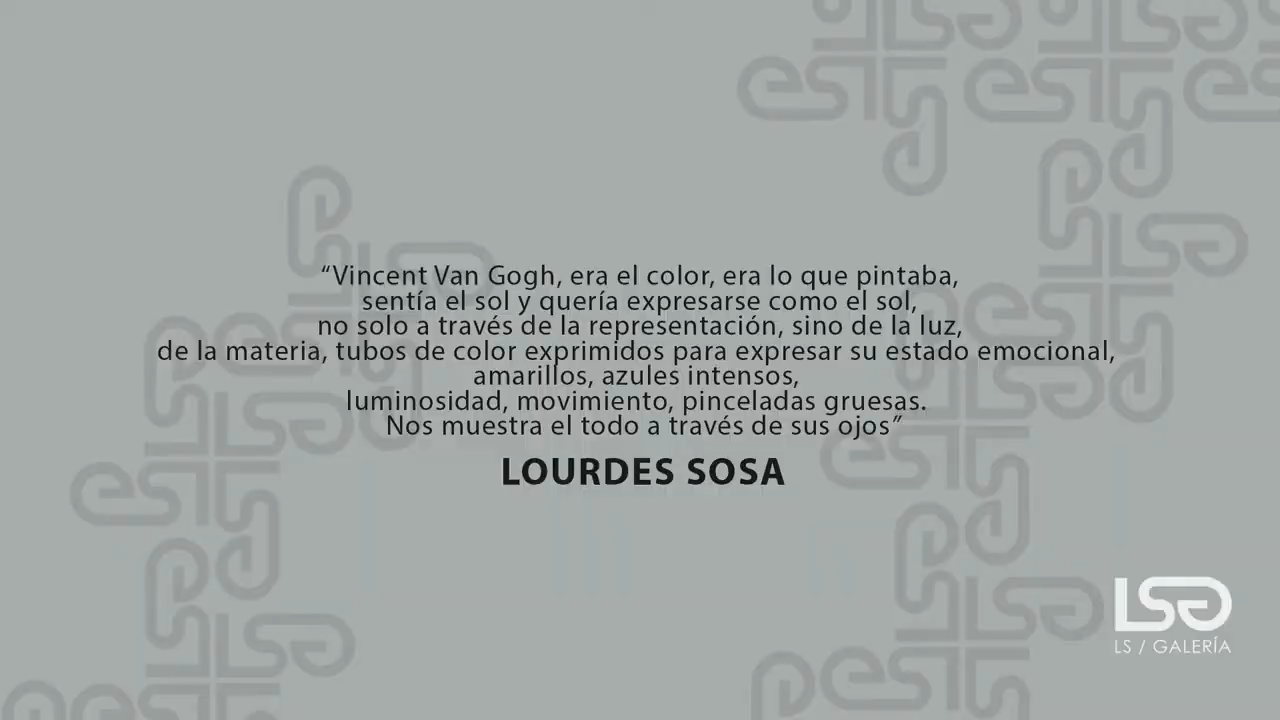 “Vincent Van Gogh, era el color, era lo que pintaba,
sentía el sol y quería expresarse como el sol,
no solo a través de la representación, sino de la luz,
de la materia, tubos de color exprimidos para expresar su estado emocional,
amarillos, azules intensos,
luminosidad, movimiento, pinceladas gruesas.
Nos muestra el todo a través de sus ojos”
LOURDES SOSA
LSG
LS / GALERÍA